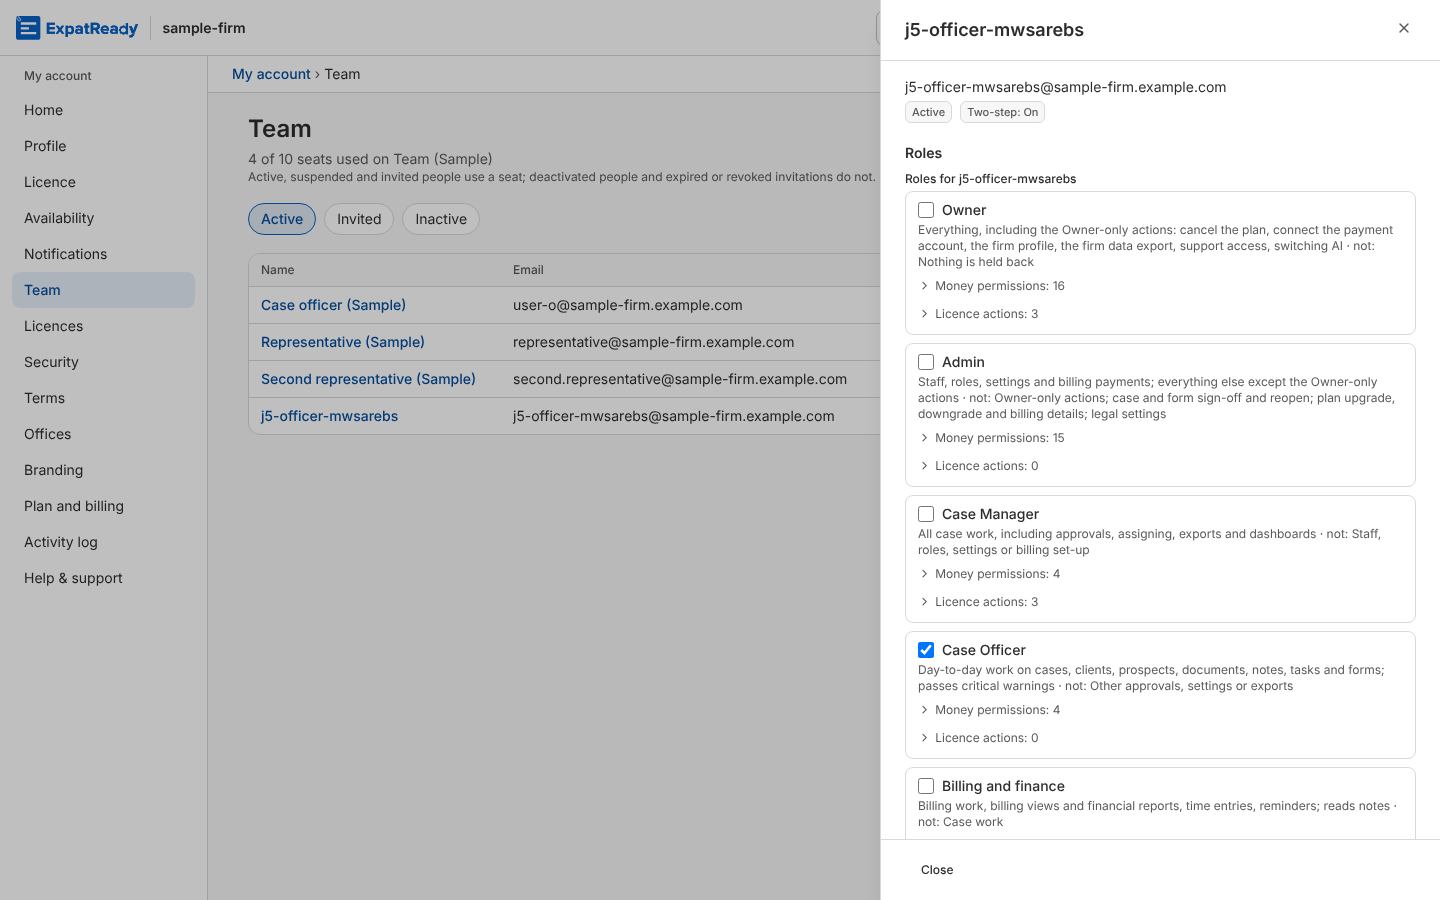 ExpatReady
sample-firm
My account
Home
Profile
Licence
Availability
Notifications
Team
Licences
Security
Terms
Offices
Branding
Plan and billing
Activity log
Help & support
My account › Team
Team
4 of 10 seats used on Team (Sample)
Active, suspended and invited people use a seat; deactivated people and expired or revoked invitations do not.
Active
Invited
Inactive
Name
Email
Case officer (Sample)
user-o@sample-firm.example.com
Representative (Sample)
representative@sample-firm.example.com
Second representative (Sample)
second.representative@sample-firm.example.com
j5-officer-mwsarebs
j5-officer-mwsarebs@sample-firm.example.com
j5-officer-mwsarebs
j5-officer-mwsarebs@sample-firm.example.com
Active
Two-step: On
Roles
Roles for j5-officer-mwsarebs
Owner
Everything, including the Owner-only actions: cancel the plan, connect the payment
account, the firm profile, the firm data export, support access, switching AI · not:
Nothing is held back
Money permissions: 16
Licence actions: 3
Admin
Staff, roles, settings and billing payments; everything else except the Owner-only
actions · not: Owner-only actions; case and form sign-off and reopen; plan upgrade,
downgrade and billing details; legal settings
Money permissions: 15
Licence actions: 0
Case Manager
All case work, including approvals, assigning, exports and dashboards · not: Staff,
roles, settings or billing set-up
Money permissions: 4
Licence actions: 3
Case Officer
Day-to-day work on cases, clients, prospects, documents, notes, tasks and forms;
passes critical warnings · not: Other approvals, settings or exports
Money permissions: 4
Licence actions: 0
Billing and finance
Billing work, billing views and financial reports, time entries, reminders; reads notes ·
not: Case work
Close